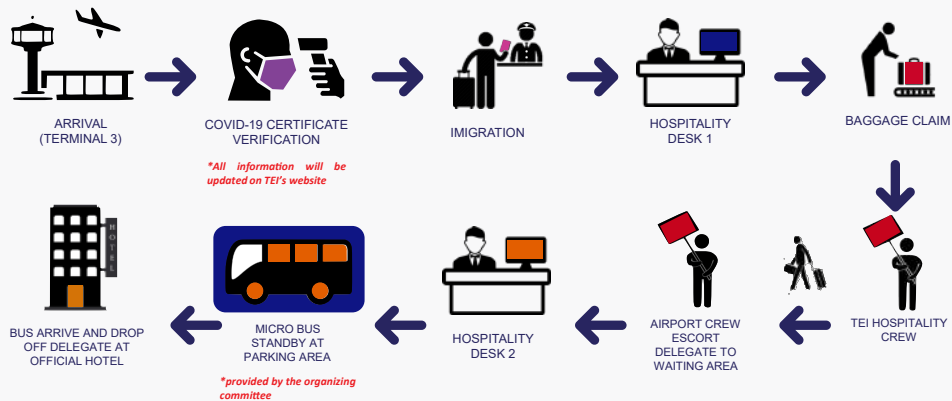 ARRIVAL
(TERMINAL 3)
COVID-19 CERTIFICATE
VERIFICATION
*All information will be
updated on TEI's website
IMIGRATION
HOSPITALITY
DESK 1
BAGGAGE CLAIM
TEI HOSPITALITY
CREW
AIRPORT CREW
ESCORT
DELEGATE TO
WAITING AREA
HOSPITALITY
DESK 2
MICRO BUS
STANDBY AT
PARKING AREA
*provided by the organizing
committee
HOTEL
BUS ARRIVE AND DROP
OFF DELEGATE AT
OFFICIAL HOTEL